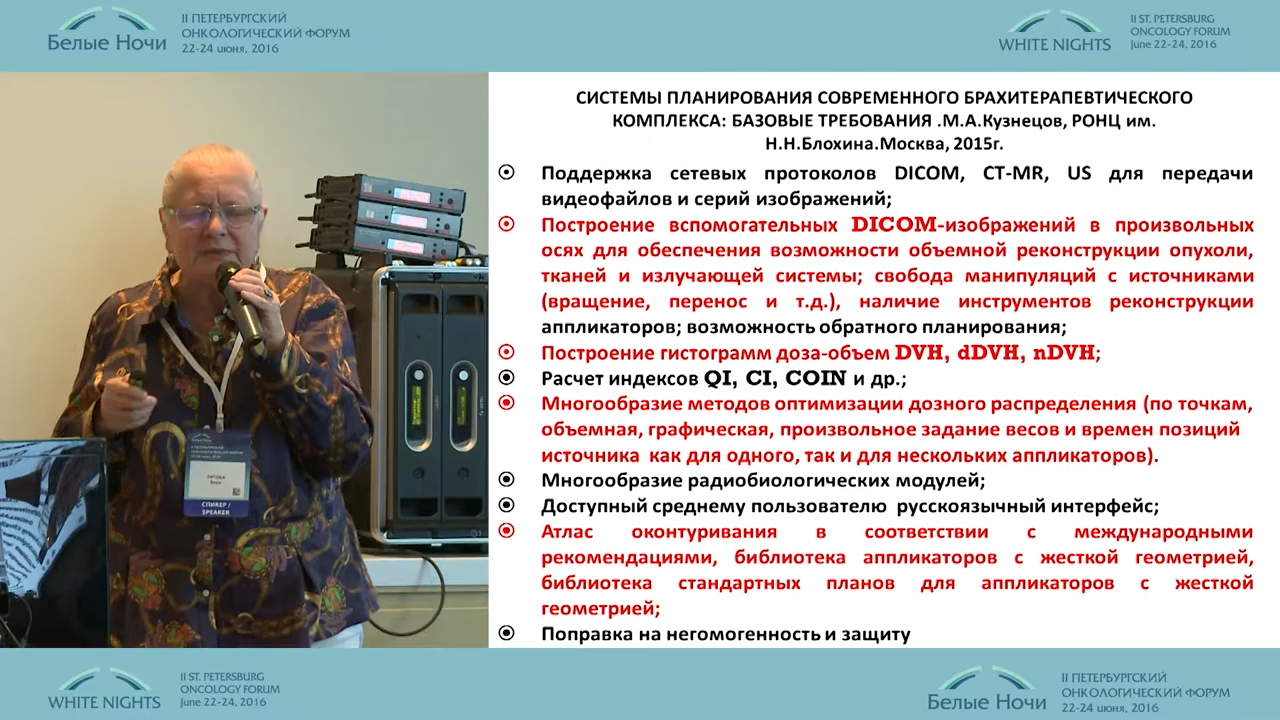 II ПЕТЕРБУРГСКИЙ
ОНКОЛОГИЧЕСКИЙ ФОРУМ
Белые Ночи
22-24 июня, 2016
II ST. PETERSBURG
ONCOLOGY FORUM
WHITE NIGHTS
June 22-24, 2016
СИСТЕМЫ ПЛАНИРОВАНИЯ СОВРЕМЕННОГО БРАХИТЕРАПЕВТИЧЕСКОГО
КОМПЛЕКСА: БАЗОВЫЕ ТРЕБОВАНИЯ .М.А.Кузнецов, РОНЦ им.
Н.Н.Блохина.Москва, 2015г.
Поддержка сетевых протоколов DICOM, CT-MR, US для передачи
видеофайлов и серий изображений;
Построение вспомогательных DICOM-изображений в произвольных
осях для обеспечения возможности объемной реконструкции опухоли,
тканей и излучающей системы; свобода манипуляций с источниками
(вращение, перенос и т.д.), наличие инструментов реконструкции
аппликаторов; возможность обратного планирования;
Построение гистограмм доза-объем DVH, dDVH, nDVH;
Расчет индексов QI, CI, COIN и др.;
Многообразие методов оптимизации дозного распределения (по точкам,
объемная, графическая, произвольное задание весов и времен позиций
источника как для одного, так и для нескольких аппликаторов).
Многообразие радиобиологических модулей;
Доступный среднему пользователю русскоязычный интерфейс;
Атлас оконтуривания в соответствии с международными
рекомендациями, библиотека аппликаторов с жесткой геометрией,
библиотека стандартных планов для аппликаторов с жесткой
геометрией;
Поправка на негомогенность и защиту
СПИКЕР /
SPEAKER
II ST. PETERSBURG
ONCOLOGY FORUM
WHITE NIGHTS
June 22-24, 2016
II ПЕТЕРБУРГСКИЙ
ОНКОЛОГИЧЕСКИЙ ФОРУМ
Белые Ночи
22-24 июня, 2016